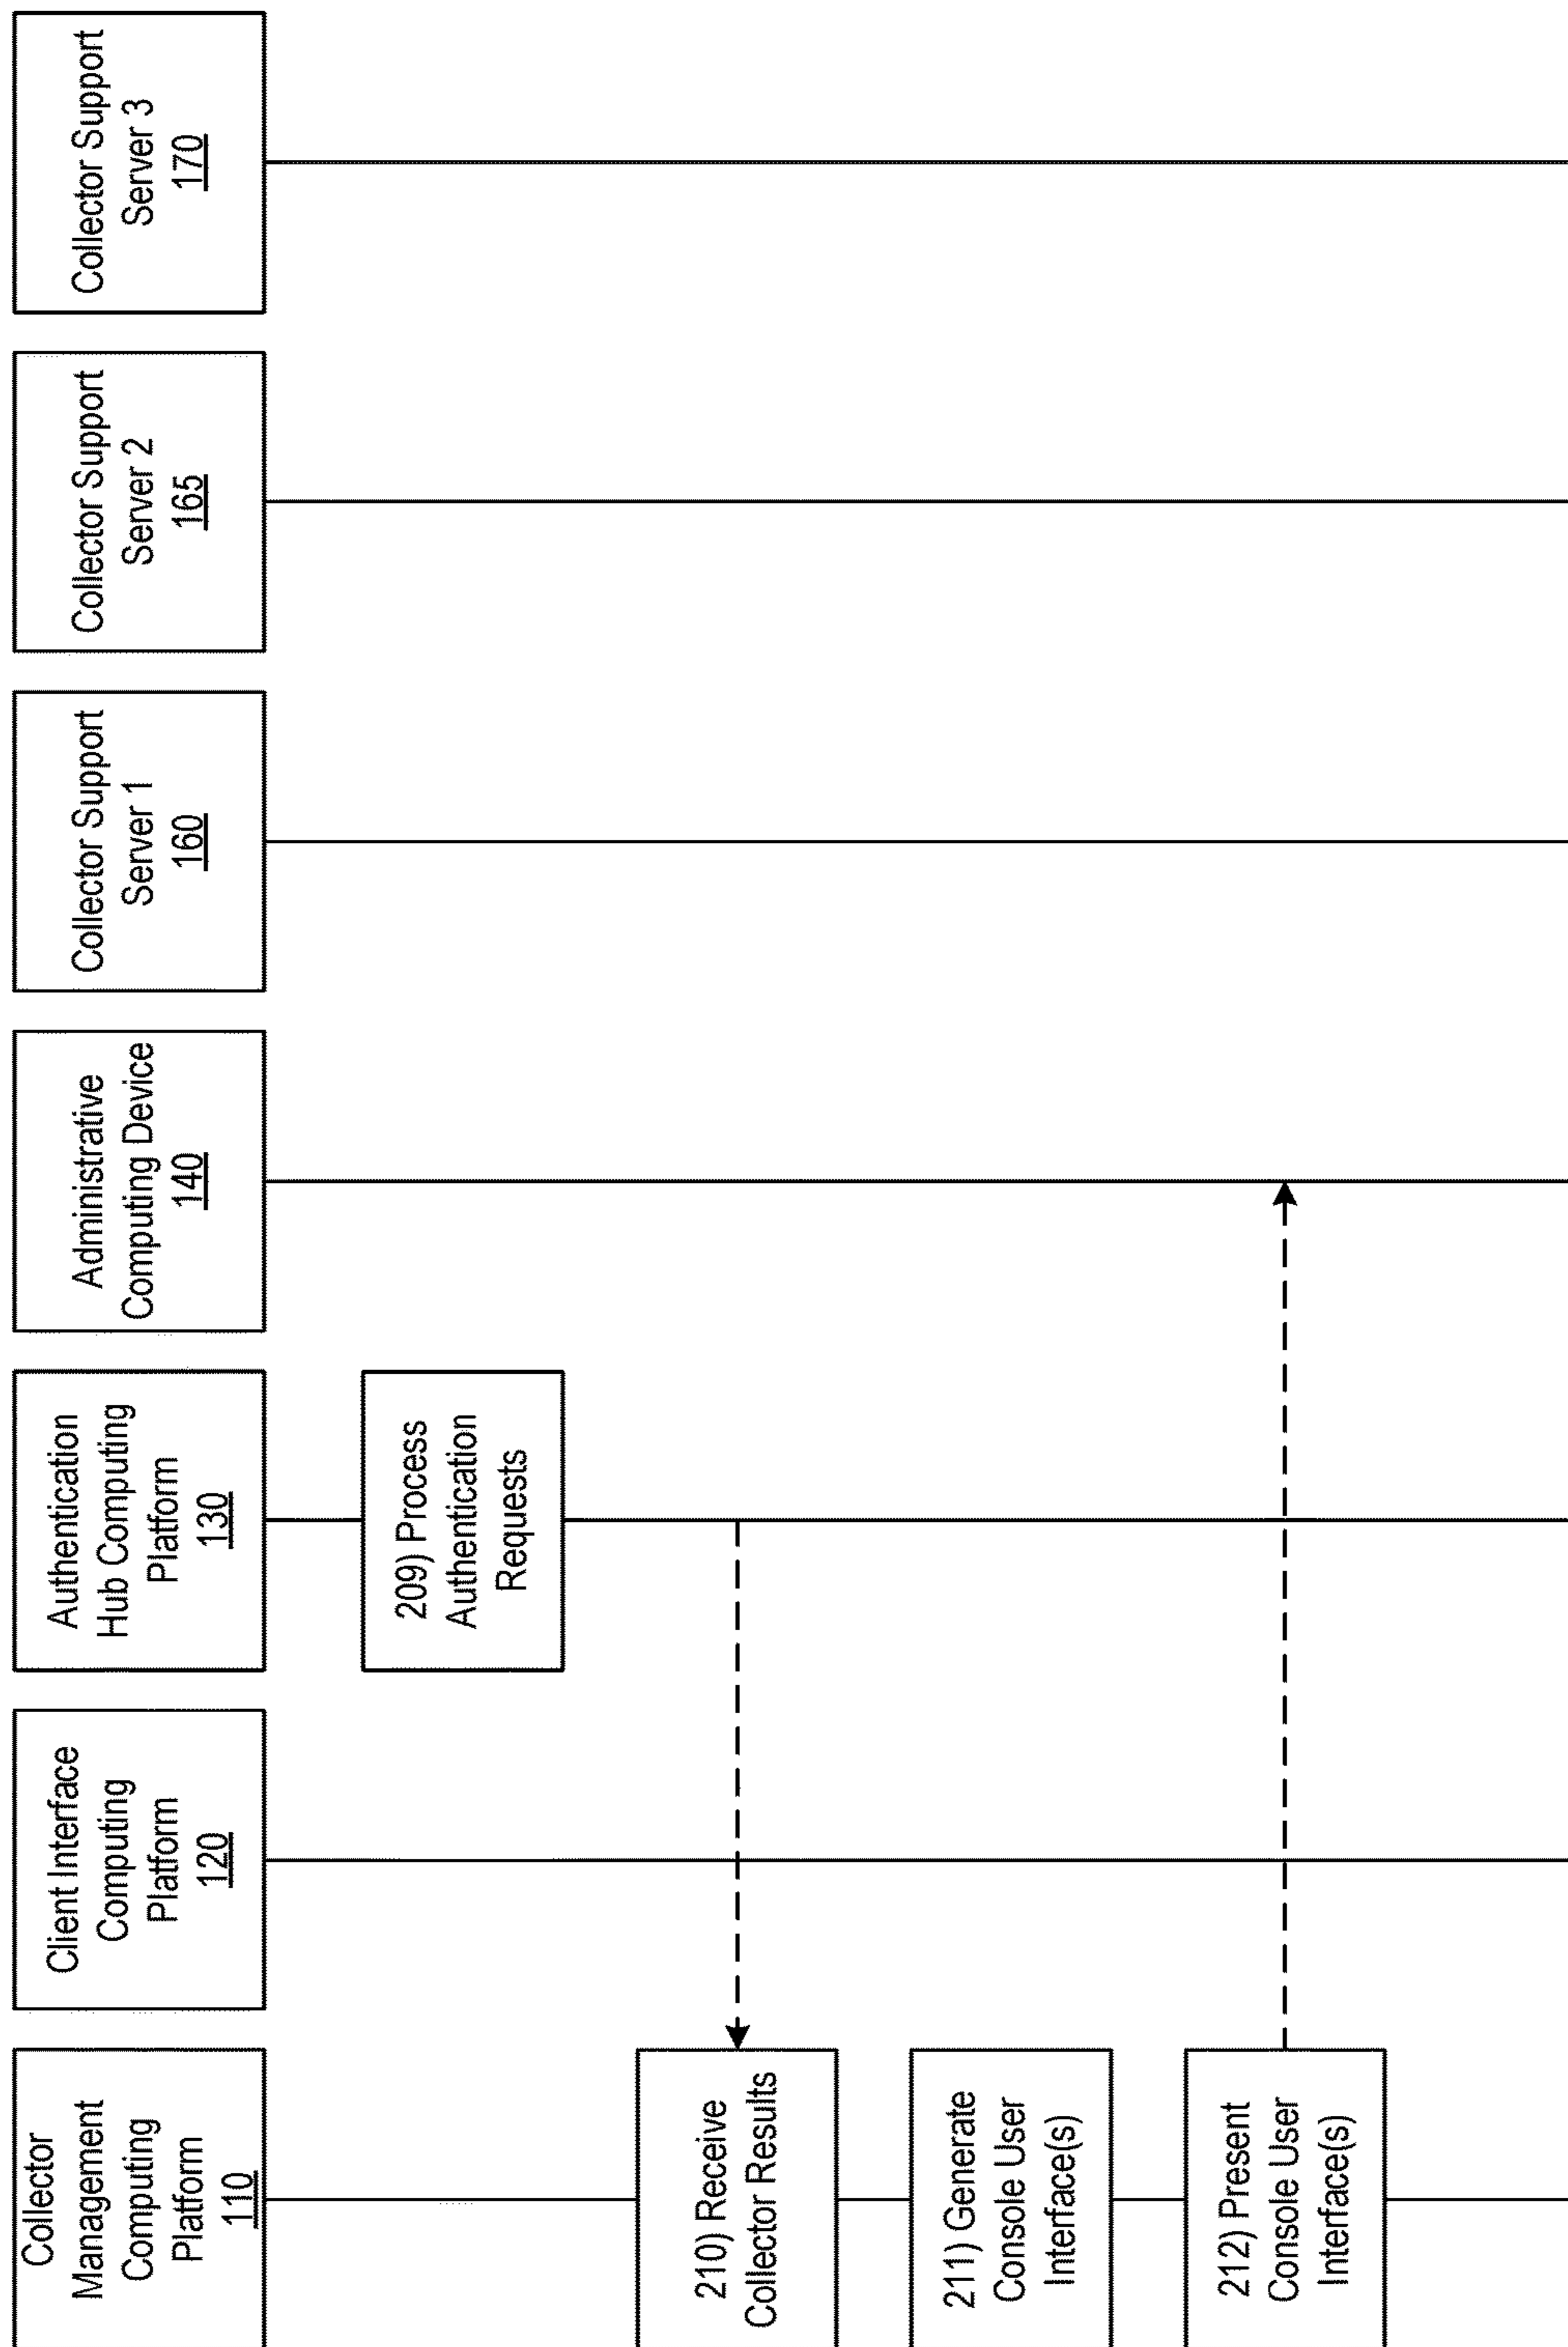 Collector
Management
Computing
Platform
110
Client Interface
Computing
Platform
120
Authentication
Hub Computing
Platform
130
Administrative
Computing Device
140
Collector Support
Server 1
160
Collector Support
Server 2
165
Collector Support
Server 3
170
209) Process
Authentication
Requests
210) Receive
Collector Results
211) Generate
Console User
Interface(s)
212) Present
Console User
Interface(s)